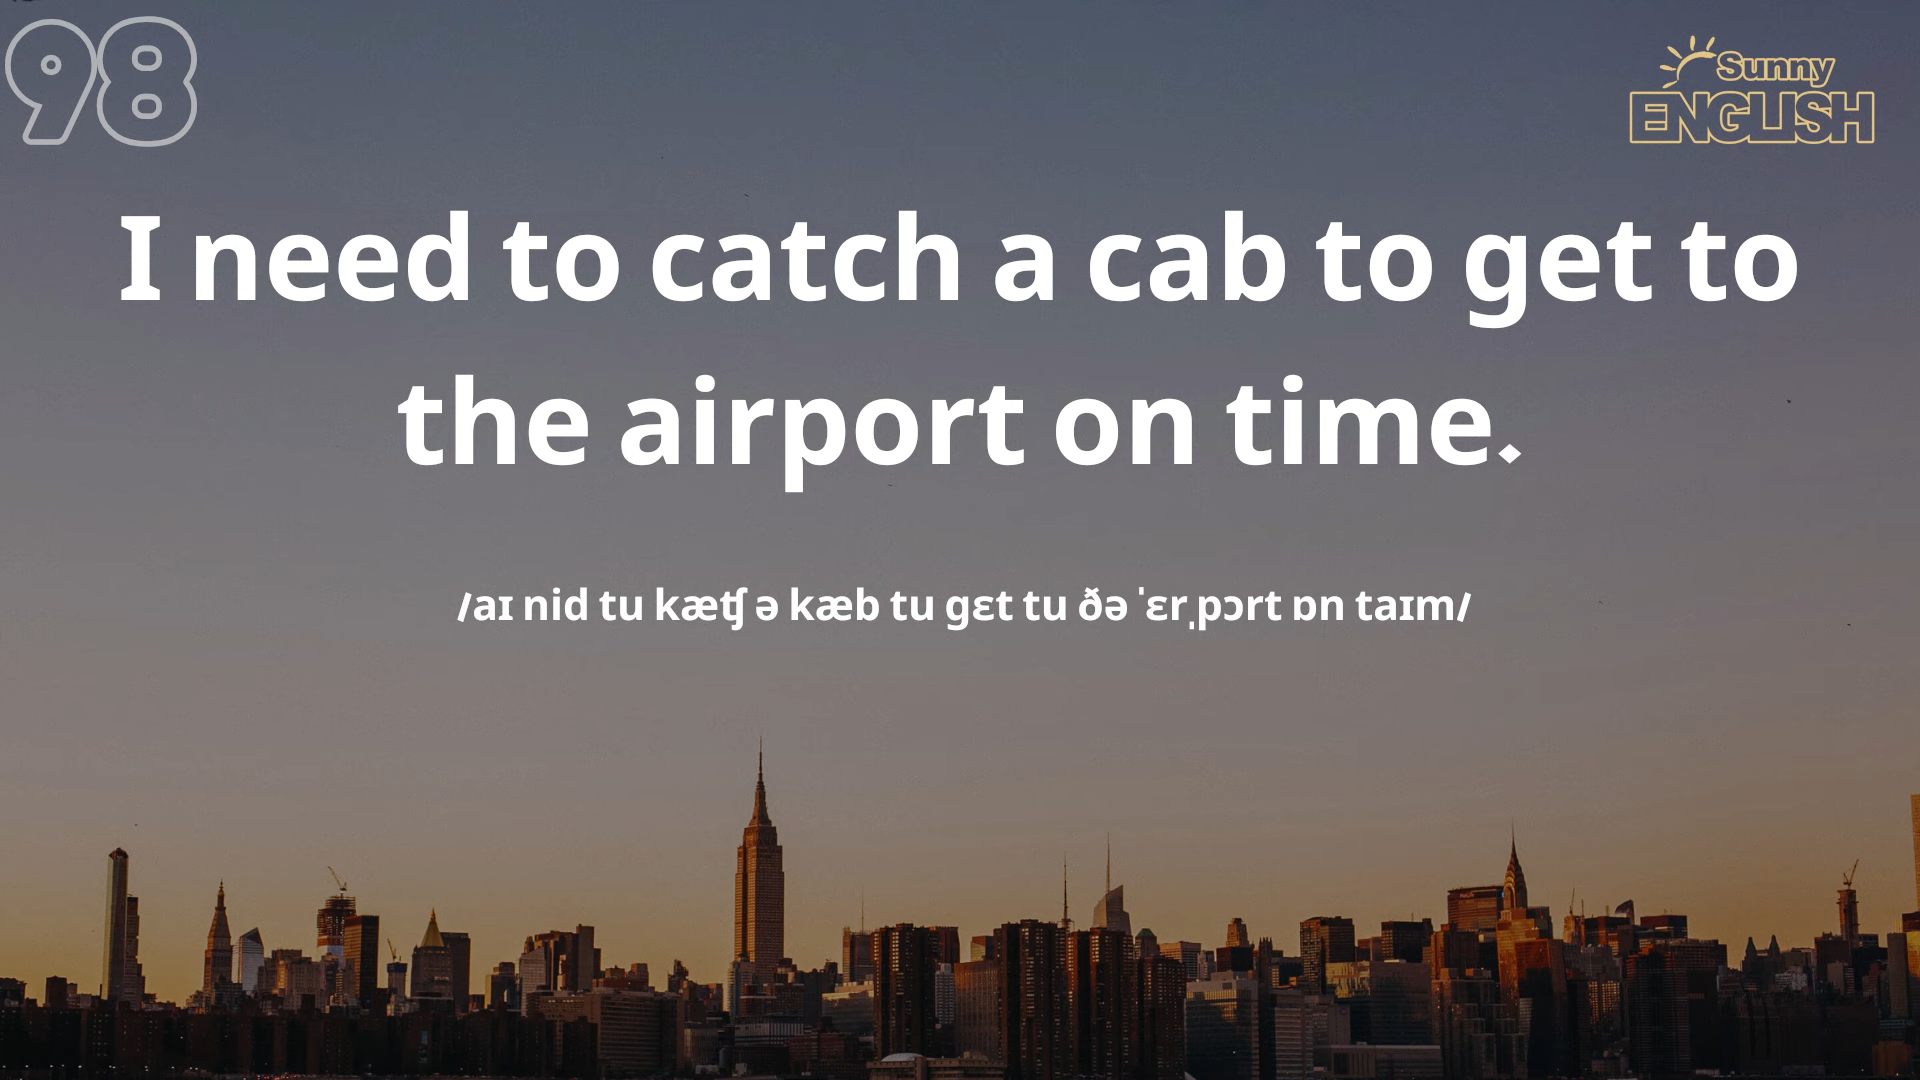 98
Sunny
ENGLISH
I need to catch a cab to get to
the airport on time.
/aɪ nid tu kæʧ ə kæb tu gɛt tu ðə ˈɛrˌpɔrt ɒn taɪm/